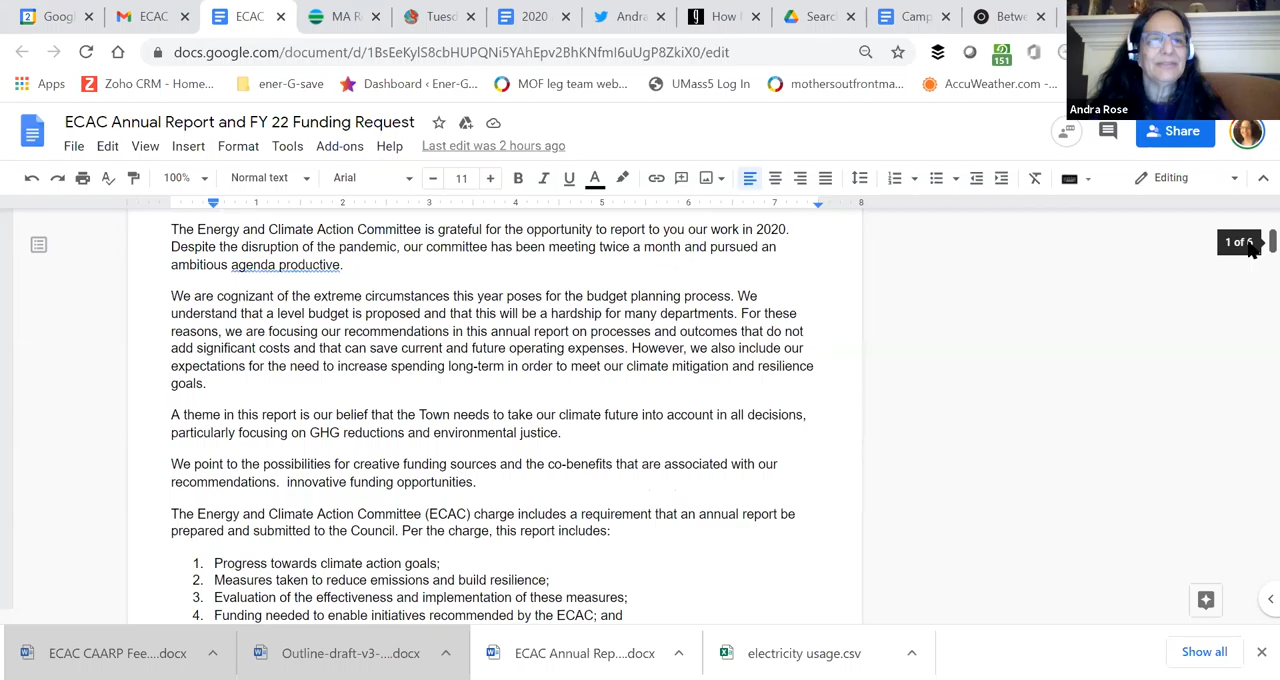 Googl
ECAC
ECAC
MA R
Tuesd
2020
Andra
How
Searc
Camp
Betwe
docs.google.com/document/d/1BsEeKylB8cbHUPQNi5YAhEpv2BhKNfmI6uUgP8ZkiX0/edit
151
Apps
Zoho CRM - Home...
ener-G-save
Dashboard ‹ Ener-G...
MOF leg team web...
UMass5 Log In
mothersoutfrontma...
AccuWeather.com -...
Andra Rose
ECAC Annual Report and FY 22 Funding Request
Share
File Edit View Insert Format Tools Add-ons Help Last edit was 2 hours ago
100% Normal text Arial 11 Editing
1 2 3 4 5 6 7 8
The Energy and Climate Action Committee is grateful for the opportunity to report to you our work in 2020.
Despite the disruption of the pandemic, our committee has been meeting twice a month and pursued an
ambitious agenda productive.
1 of 6
We are cognizant of the extreme circumstances this year poses for the budget planning process. We
understand that a level budget is proposed and that this will be a hardship for many departments. For these
reasons, we are focusing our recommendations in this annual report on processes and outcomes that do not
add significant costs and that can save current and future operating expenses. However, we also include our
expectations for the need to increase spending long-term in order to meet our climate mitigation and resilience
goals.
A theme in this report is our belief that the Town needs to take our climate future into account in all decisions,
particularly focusing on GHG reductions and environmental justice.
We point to the possibilities for creative funding sources and the co-benefits that are associated with our
recommendations.  innovative funding opportunities.
The Energy and Climate Action Committee (ECAC) charge includes a requirement that an annual report be
prepared and submitted to the Council. Per the charge, this report includes:
1. Progress towards climate action goals;
2. Measures taken to reduce emissions and build resilience;
3. Evaluation of the effectiveness and implementation of these measures;
4. Funding needed to enable initiatives recommended by the ECAC; and
ECAC CAARP Fee....docx
Outline-draft-v3-....docx
ECAC Annual Rep....docx
electricity usage.csv
Show all